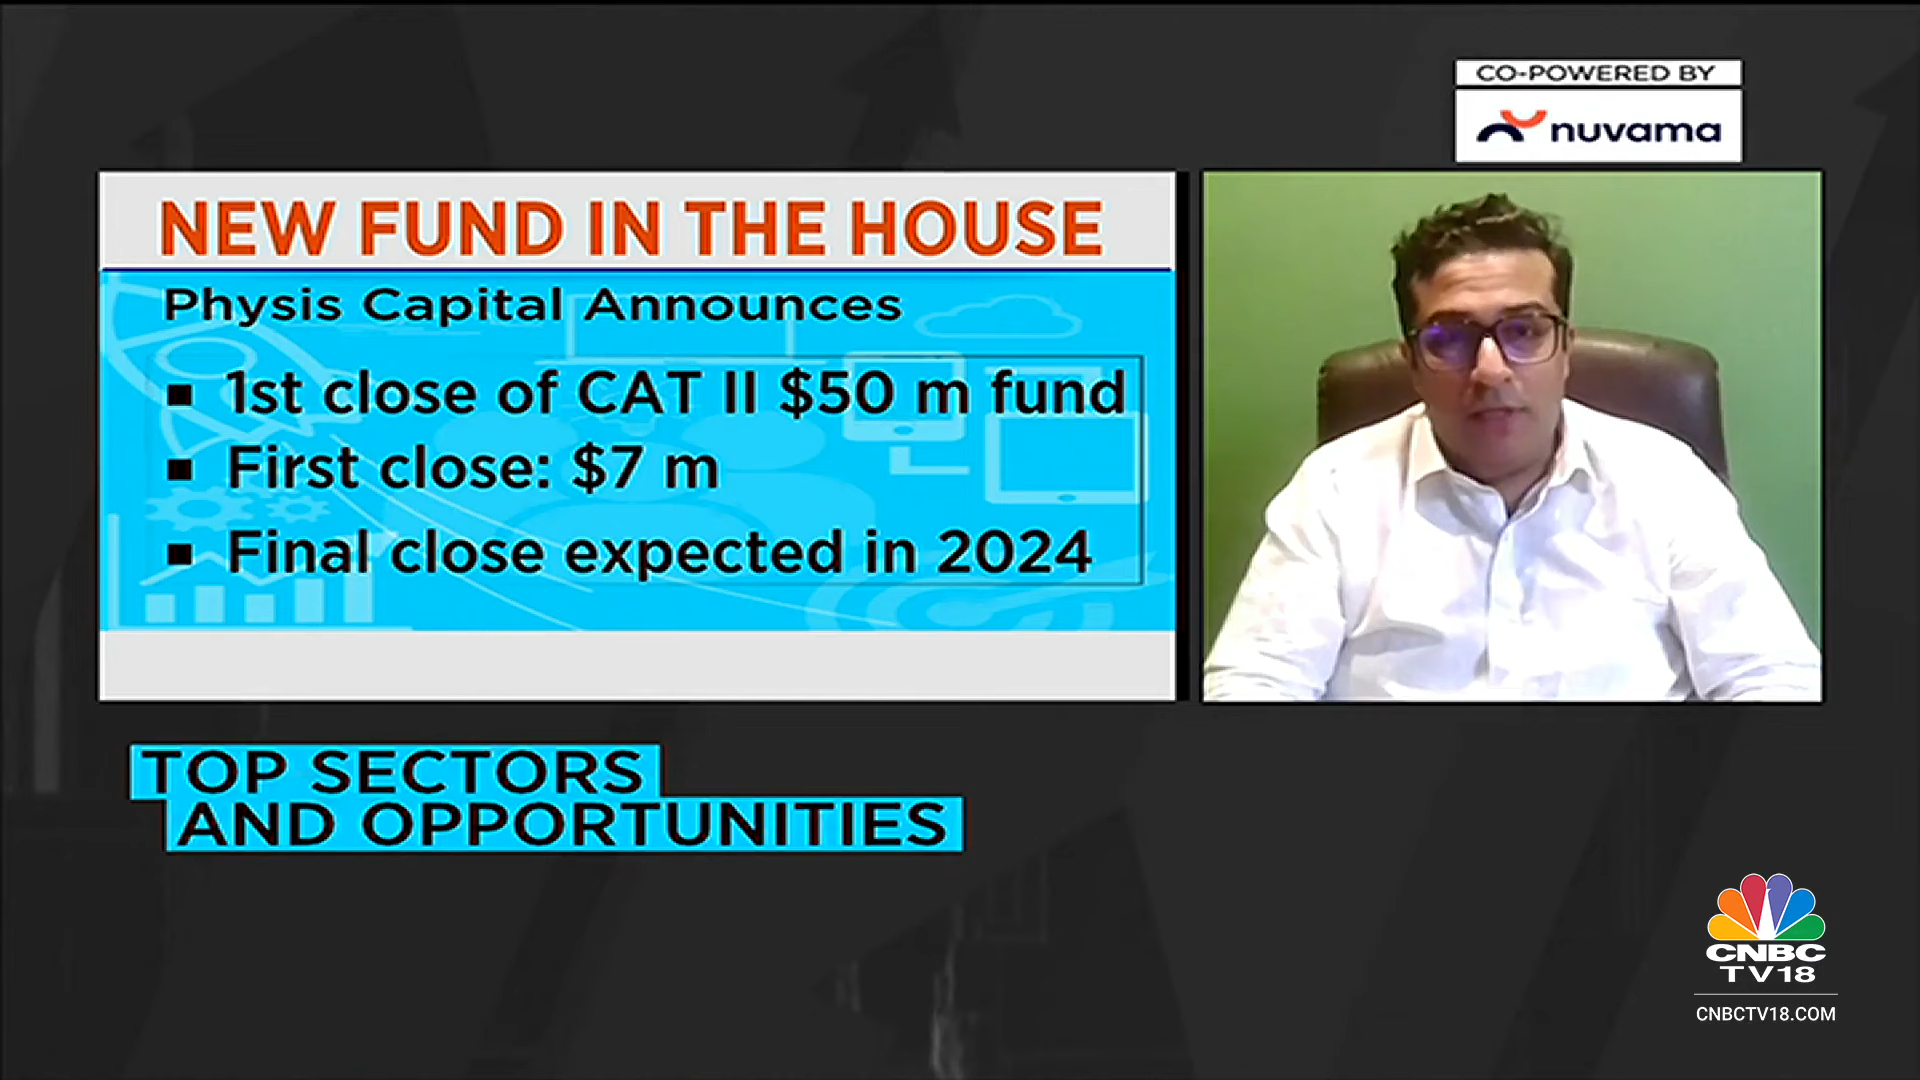 CO-POWERED BY
nuvama
NEW FUND IN THE HOUSE
Physis Capital Announces
▪ 1st close of CAT II $50 m fund
▪ First close: $7 m
▪ Final close expected in 2024
TOP SECTORS
AND OPPORTUNITIES
CNBC
TV18
CNBCTV18.COM